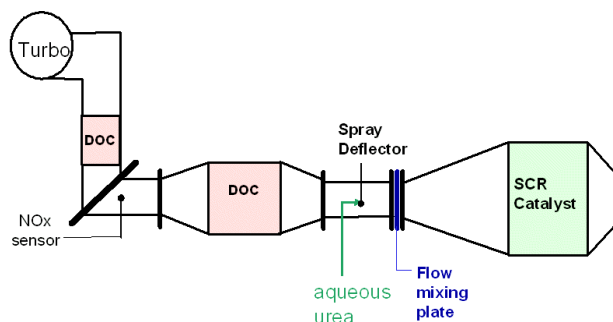 Turbo
DOC
NOx
sensor
DOC
Spray
Deflector
aqueous
urea
Flow
mixing
plate
SCR
Catalyst